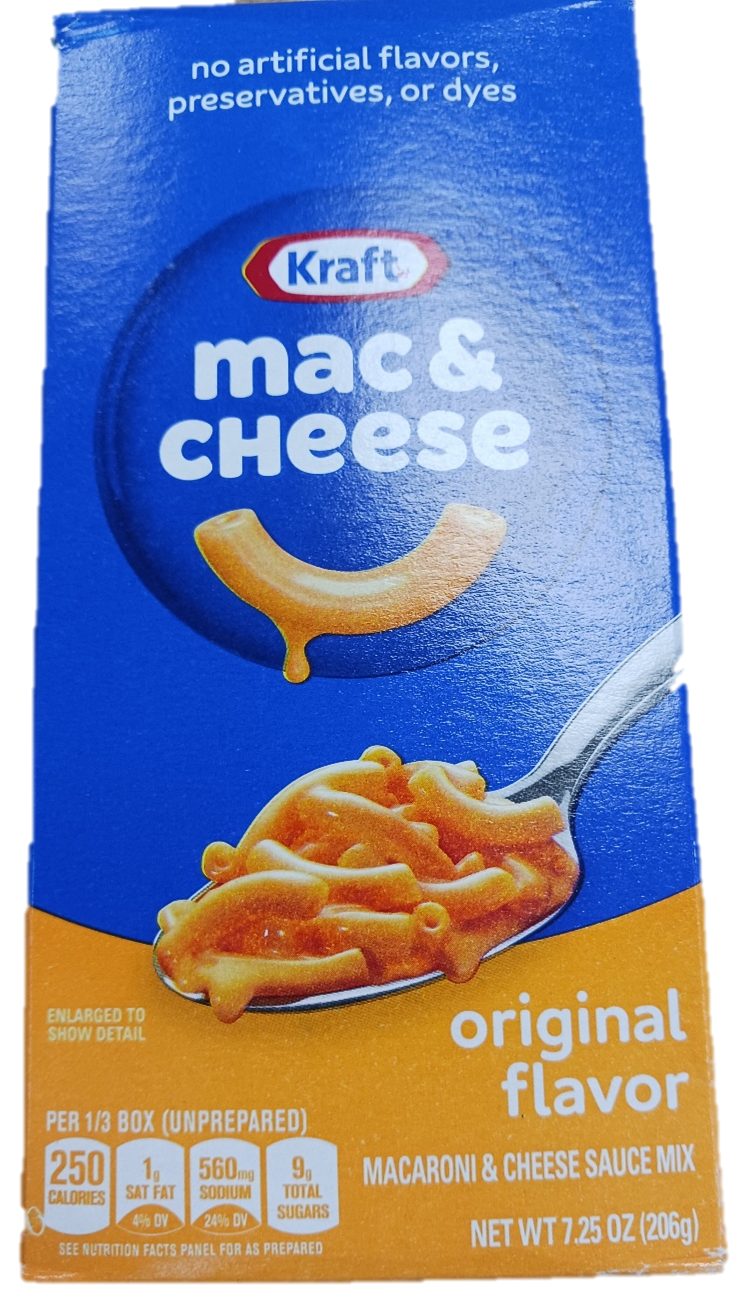 no artificial flavors,
preservatives, or dyes
Kraft
mac &
cHeese
ENLARGED TO
SHOW DETAIL
original
flavor
PER 1/3 BOX (UNPREPARED)
250
CALORIES
1g
SAT FAT
4% DV
560mg
SODIUM
24% DV
9g
TOTAL
SUGARS
SEE NUTRITION FACTS PANEL FOR AS PREPARED
MACARONI & CHEESE SAUCE MIX
NET WT 7.25 OZ (206g)